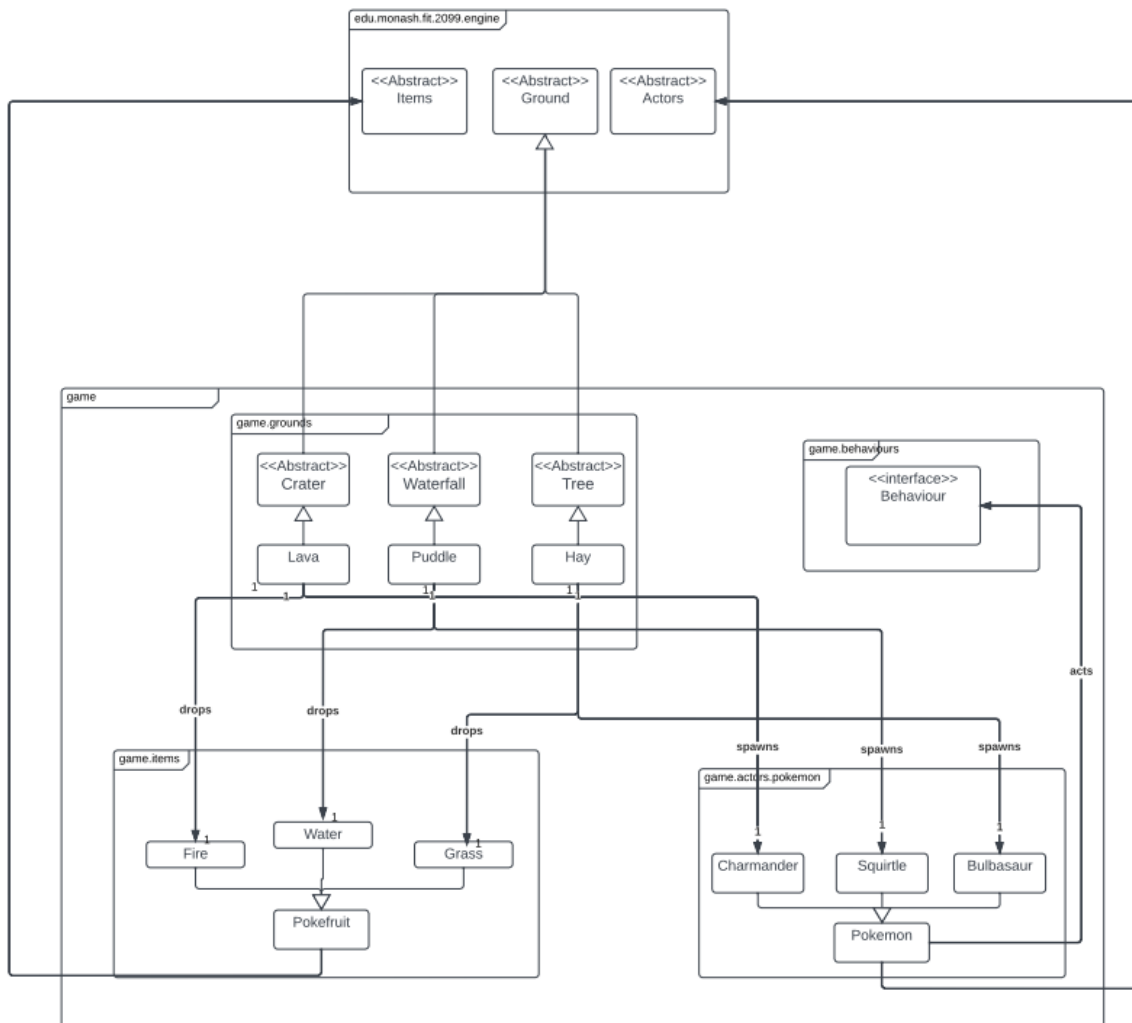 edu.monash.fit.2099.engine
<<Abstract>>
Items
<<Abstract>>
Ground
<<Abstract>>
Actors
game
game.grounds
<<Abstract>>
Crater
<<Abstract>>
Waterfall
<<Abstract>>
Tree
game.behaviours
<<interface>>
Behaviour
Lava
Puddle
Hay
1
1
1
1
1
1
acts
drops
drops
drops
spawns
spawns
spawns
game.items
game.actors.pokemon
1
Water
1
Fire
1
Grass
1
Charmander
1
Squirtle
1
Bulbasaur
Pokefruit
Pokemon